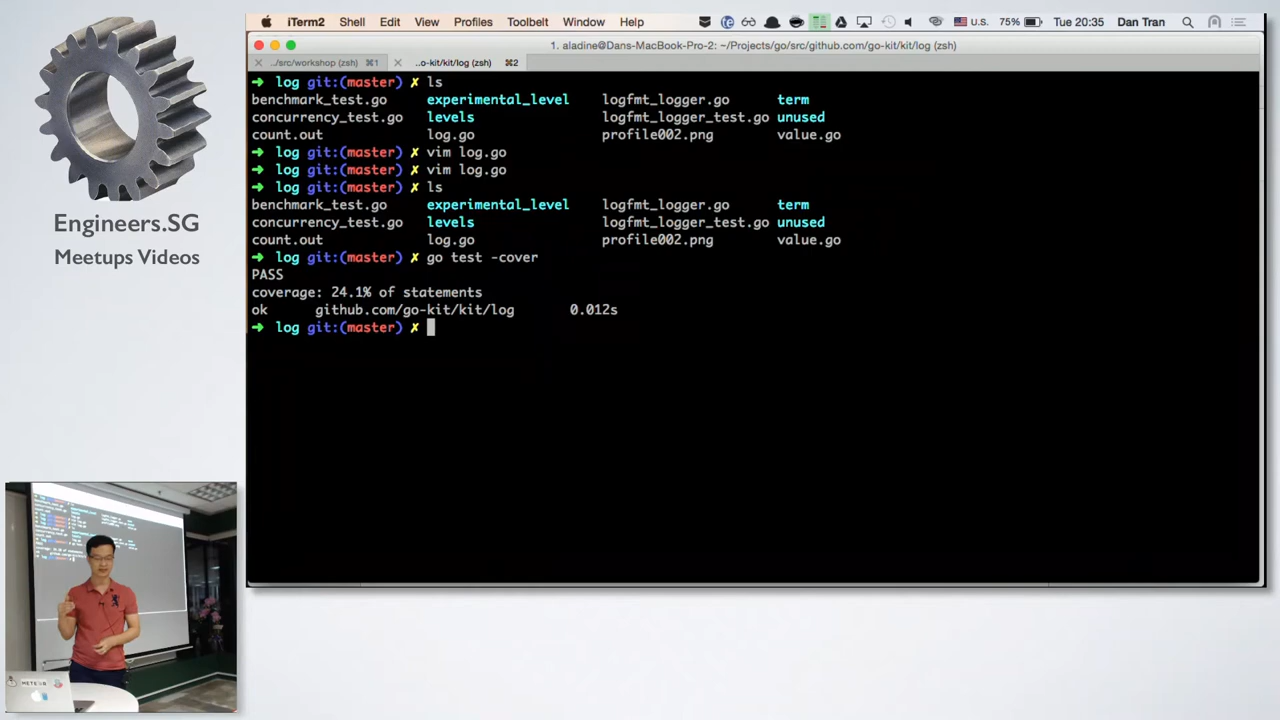 iTerm2 Shell Edit View Profiles Toolbelt Window Help U.S. 75% Tue 20:35 Dan Tran
1. aladine@Dans-MacBook-Pro-2: ~/Projects/go/src/github.com/go-kit/kit/log (zsh)
../src/workshop (zsh) ⌘1 ..o-kit/kit/log (zsh) ⌘2
➜ log git:(master) ✗ ls
benchmark_test.go experimental_level logfmt_logger.go term
concurrency_test.go levels logfmt_logger_test.go unused
count.out log.go profile002.png value.go
➜ log git:(master) ✗ vim log.go
➜ log git:(master) ✗ vim log.go
➜ log git:(master) ✗ ls
benchmark_test.go experimental_level logfmt_logger.go term
concurrency_test.go levels logfmt_logger_test.go unused
count.out log.go profile002.png value.go
➜ log git:(master) ✗ go test -cover
PASS
coverage: 24.1% of statements
ok github.com/go-kit/kit/log 0.012s
➜ log git:(master) ✗
Engineers.SG
Meetups Videos